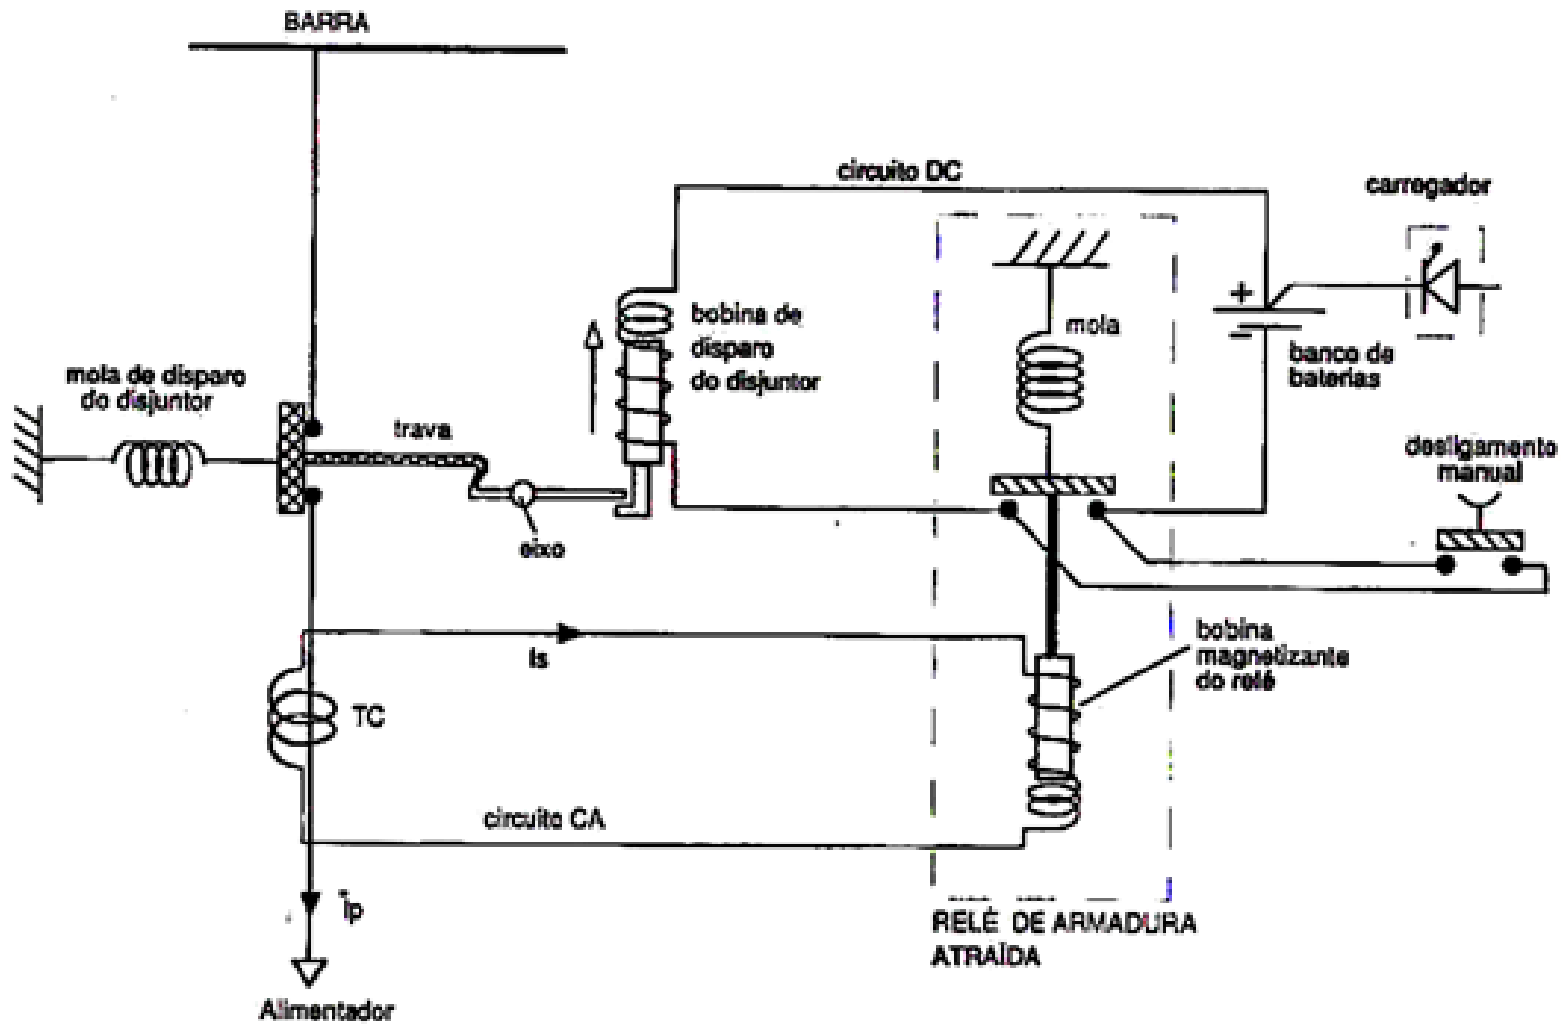 BARRA
circuito DC
carregador
bobina de
disparo
do disjuntor
mola
+
-
banco de
baterias
mola de disparo
do disjuntor
trava
eixo
desligamento
manual
Is
bobina
magnetizante
do relé
TC
circuito CA
Ip
RELÉ DE ARMADURA
ATRAÍDA
Alimentador